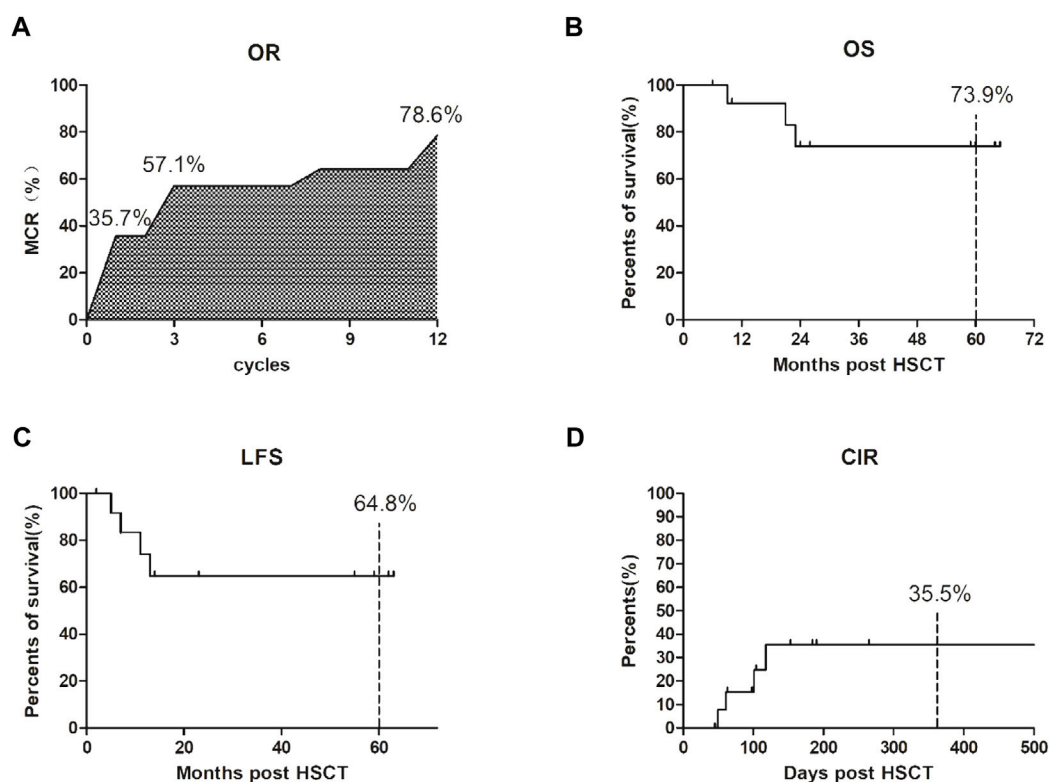 A
OR
100
80
60
40
20
0
MCR（%）
35.7%
57.1%
78.6%
0 3 6 9 12
cycles
B
OS
100
80
60
40
20
0
Percents of survival(%)
73.9%
0 12 24 36 48 60 72
Months post HSCT
C
LFS
100
80
60
40
20
0
Percents of survival(%)
64.8%
0 20 40 60
Months post HSCT
D
CIR
100
90
80
70
60
50
40
30
20
10
0
Percents(%)
35.5%
0 100 200 300 400 500
Days post HSCT